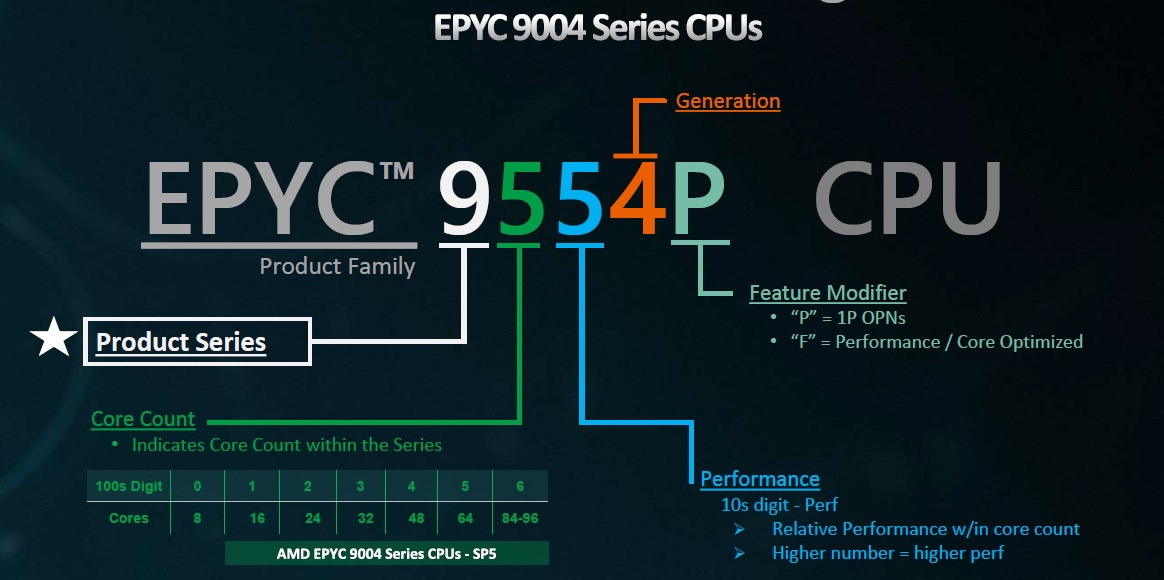 EPYC 9004 Series CPUs
Generation
EPYC™ 9554P CPU
Product Family
Feature Modifier
• “P” = 1P OPNs
• “F” = Performance / Core Optimized
Product Series
Core Count
• Indicates Core Count within the Series
100s Digit 0 1 2 3 4 5 6
Cores 8 16 24 32 48 64 84-96
AMD EPYC 9004 Series CPUs - SP5
Performance
10s digit - Perf
➢ Relative Performance w/in core count
➢ Higher number = higher perf